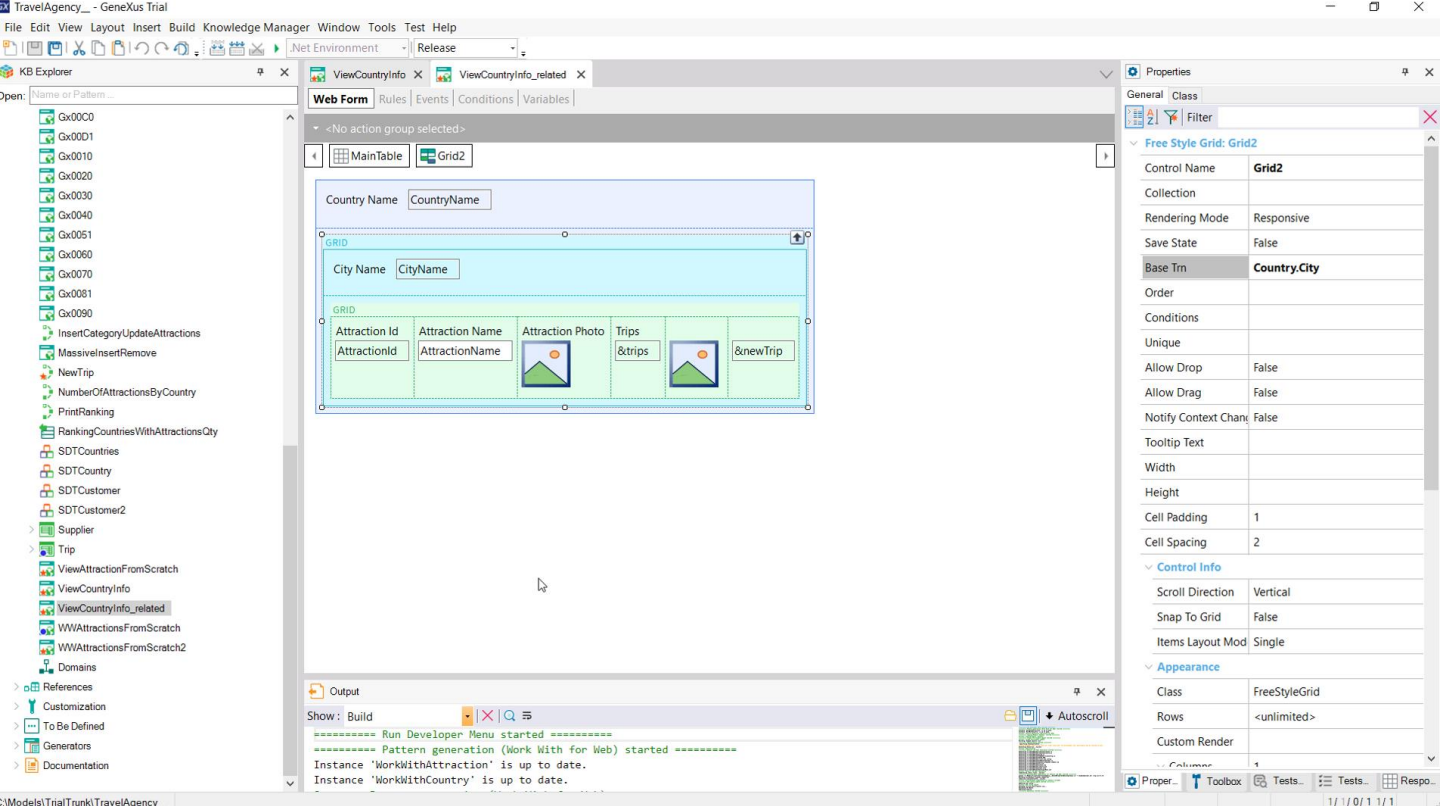 TravelAgency__ - GeneXus Trial
File Edit View Layout Insert Build Knowledge Manager Window Tools Test Help
.Net Environment Release
KB Explorer
Open: Name or Pattern ...
Gx00C0
Gx00D1
Gx0010
Gx0020
Gx0030
Gx0040
Gx0051
Gx0060
Gx0070
Gx0081
Gx0090
InsertCategoryUpdateAttractions
MassiveInsertRemove
NewTrip
NumberOfAttractionsByCountry
PrintRanking
RankingCountriesWithAttractionsQty
SDTCountries
SDTCountry
SDTCustomer
SDTCustomer2
Supplier
Trip
ViewAttractionFromScratch
ViewCountryInfo
ViewCountryInfo_related
WWAttractionsFromScratch
WWAttractionsFromScratch2
Domains
References
Customization
To Be Defined
Generators
Documentation
ViewCountryInfo ViewCountryInfo_related
Web Form Rules Events Conditions Variables
<No action group selected>
MainTable Grid2
Country Name CountryName
GRID
City Name CityName
GRID
Attraction Id Attraction Name Attraction Photo Trips
AttractionId AttractionName &trips &newTrip
Output
Show: Build Autoscroll
========== Run Developer Menu started ==========
========== Pattern generation (Work With for Web) started ==========
Instance 'WorkWithAttraction' is up to date.
Instance 'WorkWithCountry' is up to date.
Properties
General Class
Filter
Free Style Grid: Grid2
Control Name Grid2
Collection
Rendering Mode Responsive
Save State False
Base Trn Country.City
Order
Conditions
Unique
Allow Drop False
Allow Drag False
Notify Context Chang False
Tooltip Text
Width
Height
Cell Padding 1
Cell Spacing 2
Control Info
Scroll Direction Vertical
Snap To Grid False
Items Layout Mod Single
Appearance
Class FreeStyleGrid
Rows <unlimited>
Custom Render
Columns 1
Proper... Toolbox Tests... Tests... Respo...
C:\Models\TrialTrunk\TravelAgency